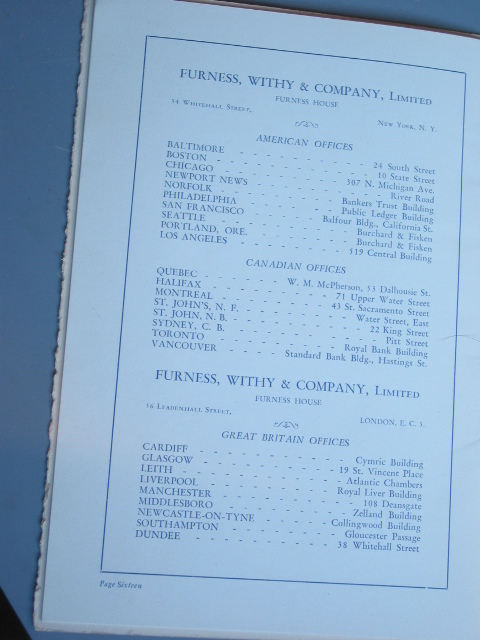 FURNESS, WITHY & COMPANY, LIMITED
FURNESS HOUSE
34 WHITEHALL STREET, NEW YORK, N. Y.
AMERICAN OFFICES
BALTIMORE - - - - - - - - - 24 South Street
BOSTON - - - - - - - - - 10 State Street
CHICAGO - - - - - - - - 307 N. Michigan Ave.
NEWPORT NEWS - - - - - - - - River Road
NORFOLK - - - - - - - Bankers Trust Building
PHILADELPHIA - - - - - - Public Ledger Building
SAN FRANCISCO - - - - Balfour Bldg., California St.
SEATTLE - - - - - - - - Burchard & Fisken
PORTLAND, ORE. - - - - - - - Burchard & Fisken
LOS ANGELES - - - - - - - 519 Central Building
CANADIAN OFFICES
QUEBEC - - - - - - W. M. McPherson, 53 Dalhousie St.
HALIFAX - - - - - - - - 71 Upper Water Street
MONTREAL - - - - - - - 43 St. Sacramento Street
ST. JOHN'S, N. F. - - - - - - Water Street, East
ST. JOHN, N. B. - - - - - - - 22 King Street
SYDNEY, C. B. - - - - - - - - Pitt Street
TORONTO - - - - - - - - Royal Bank Building
VANCOUVER - - - - - Standard Bank Bldg., Hastings St.
FURNESS, WITHY & COMPANY, LIMITED
FURNESS HOUSE
56 LEADENHALL STREET, LONDON, E. C. 3.
GREAT BRITAIN OFFICES
CARDIFF - - - - - - - - - Cymric Building
GLASGOW - - - - - - - - 19 St. Vincent Place
LEITH - - - - - - - - - Atlantic Chambers
LIVERPOOL - - - - - - - - Royal Liver Building
MANCHESTER - - - - - - - - 108 Deansgate
MIDDLESBORO - - - - - - - - Zelland Building
NEWCASTLE-ON-TYNE - - - - - Collingwood Building
SOUTHAMPTON - - - - - - - Gloucester Passage
DUNDEE - - - - - - - - - 38 Whitehall Street
Page Sixteen